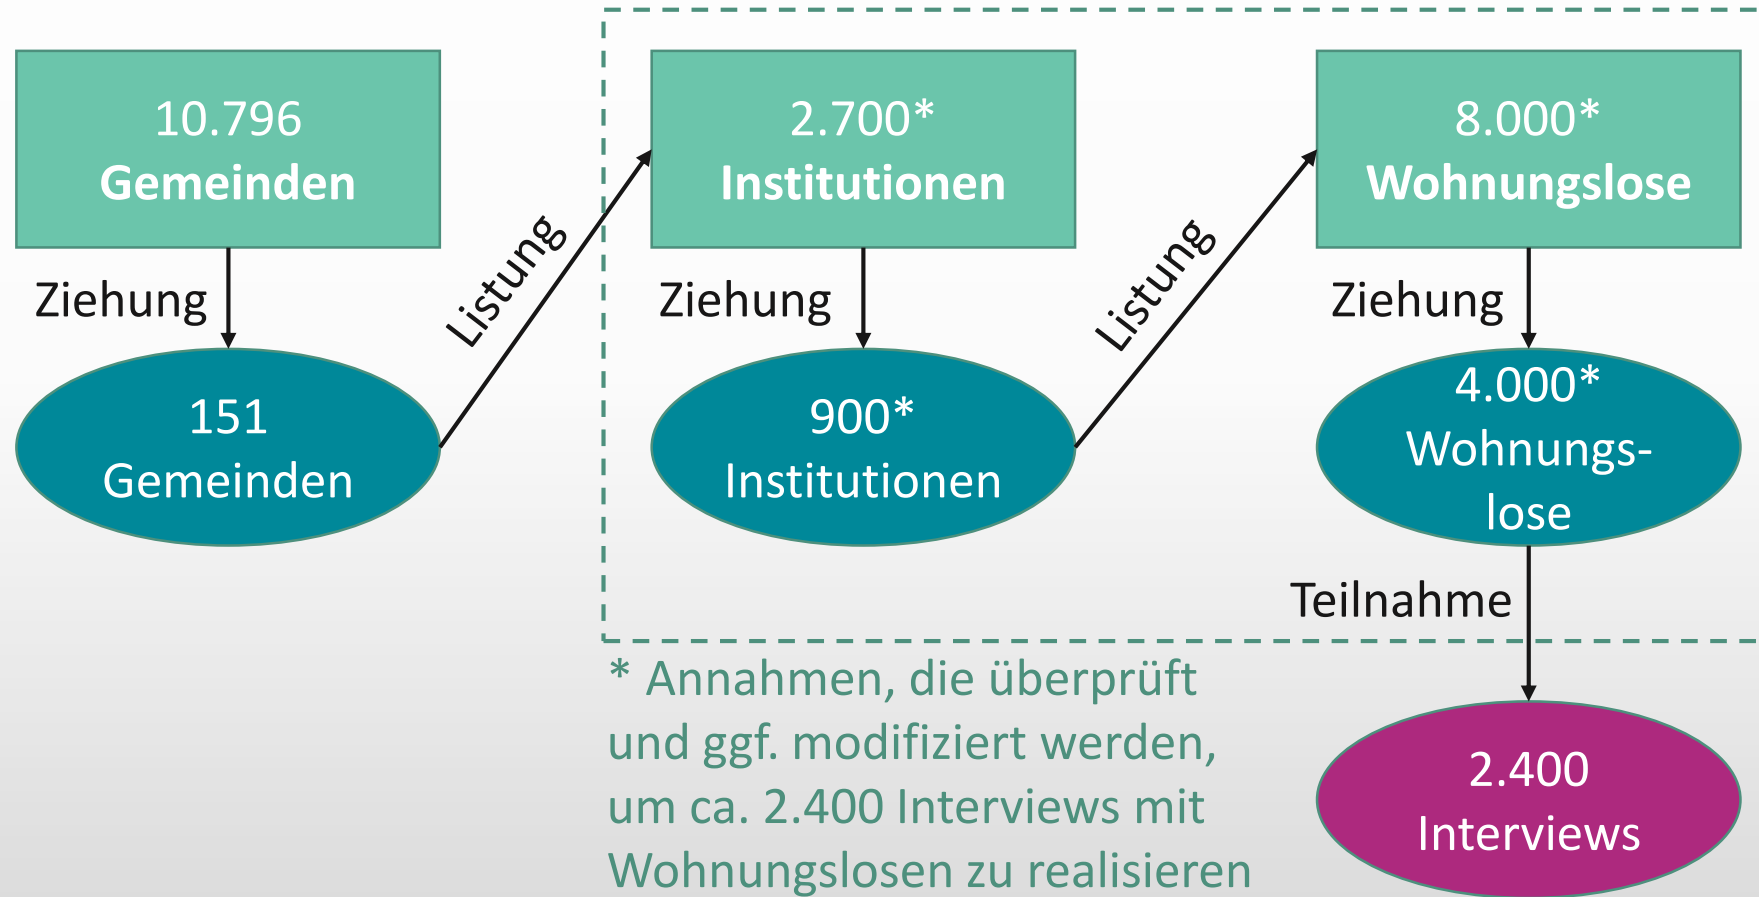 10.796
Gemeinden
Ziehung
151
Gemeinden
Listung
2.700*
Institutionen
Ziehung
900*
Institutionen
Listung
8.000*
Wohnungslose
Ziehung
4.000*
Wohnungs-
lose
Teilnahme
2.400
Interviews
* Annahmen, die überprüft
und ggf. modifiziert werden,
um ca. 2.400 Interviews mit
Wohnungslosen zu realisieren